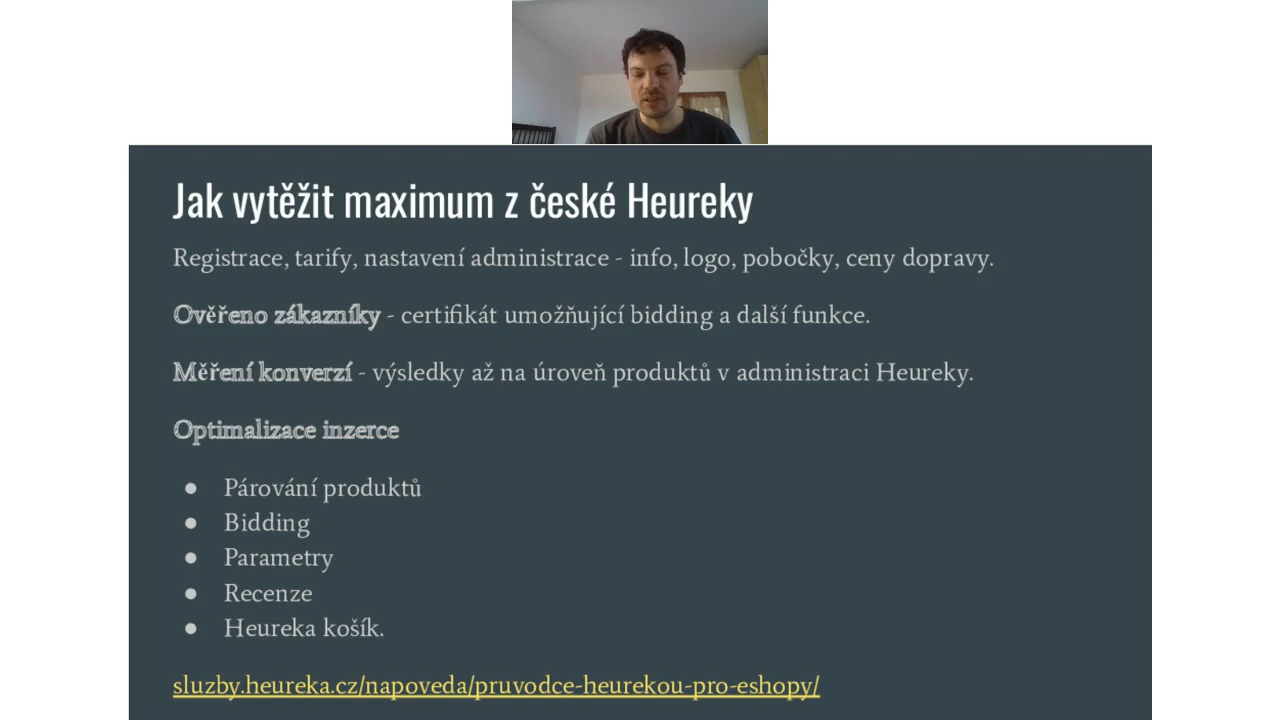 Jak vytěžit maximum z české Heureky
Registrace, tarify, nastavení administrace - info, logo, pobočky, ceny dopravy.
Ověřeno zákazníky - certifikát umožňující bidding a další funkce.
Měření konverzí - výsledky až na úroveň produktů v administraci Heureky.
Optimalizace inzerce
● Párování produktů
● Bidding
● Parametry
● Recenze
● Heureka košík.
sluzby.heureka.cz/napoveda/pruvodce-heurekou-pro-eshopy/